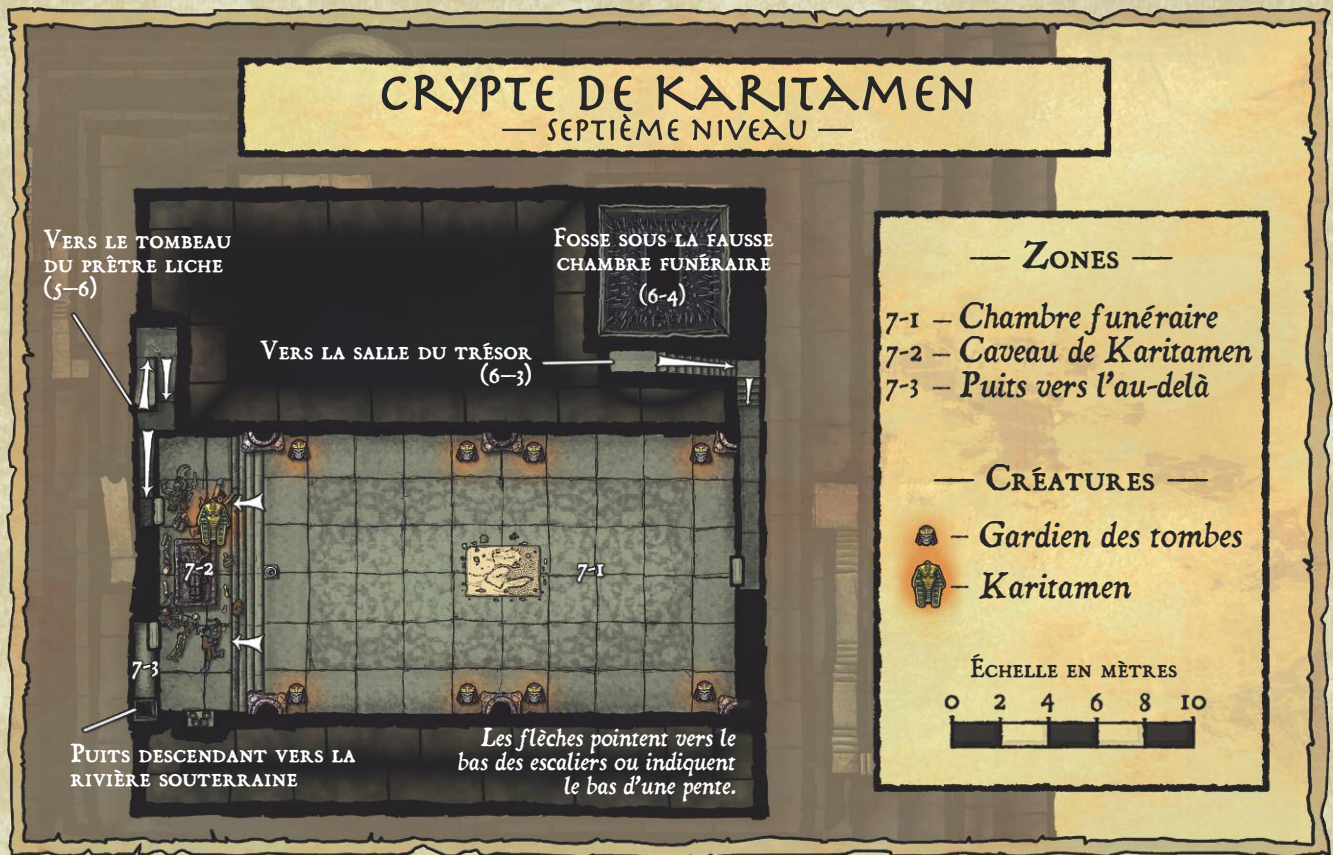 CRYPTE DE KARITAMEN
— SEPTIÈME NIVEAU —
VERS LE TOMBEAU
DU PRÊTRE LICHE
(5–6)
FOSSE SOUS LA FAUSSE
CHAMBRE FUNÉRAIRE
(6-4)
VERS LA SALLE DU TRÉSOR
(6–3)
7-2
7-1
7-3
PUITS DESCENDANT VERS LA
RIVIÈRE SOUTERRAINE
Les flèches pointent vers le
bas des escaliers ou indiquent
le bas d'une pente.
— ZONES —
7-1 – Chambre funéraire
7-2 – Caveau de Karitamen
7-3 – Puits vers l'au-delà
— CRÉATURES —
– Gardien des tombes
– Karitamen
ÉCHELLE EN MÈTRES
0 2 4 6 8 10